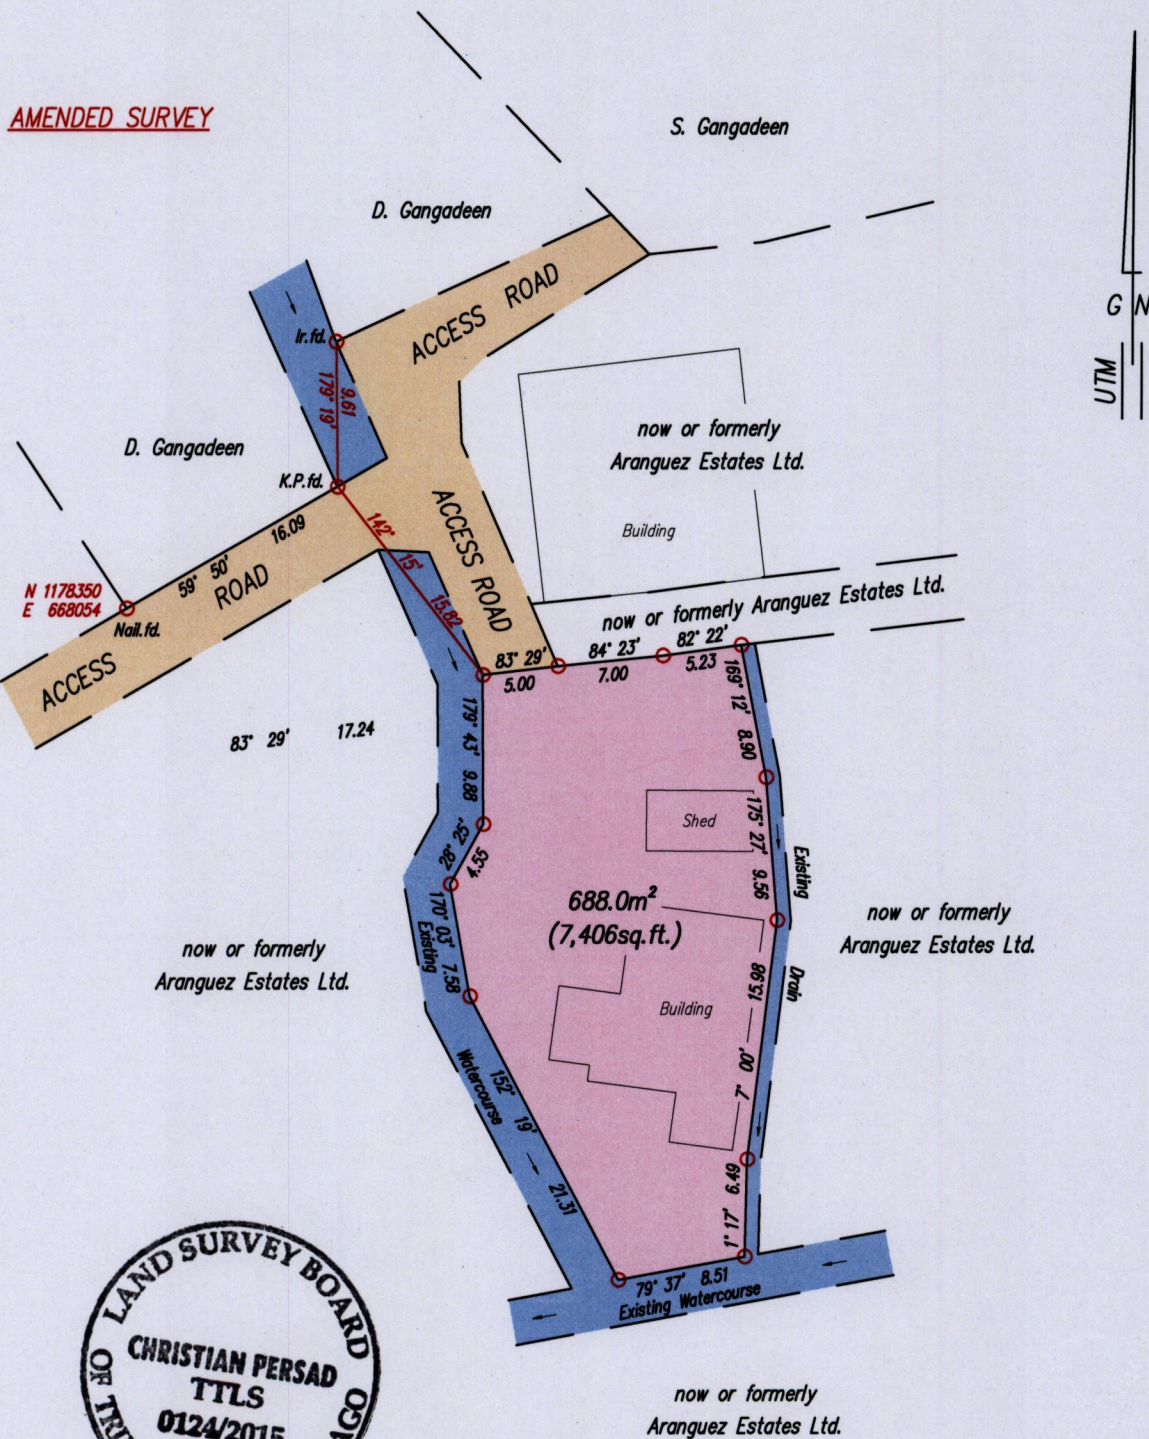 AMENDED SURVEY
S. Gangadeen
D. Gangadeen
ACCESS ROAD
G N
UTM
Ir.fd.
9.61
179° 19'
D. Gangadeen
K.P.fd.
now or formerly
Aranguez Estates Ltd.
Building
ACCESS ROAD
142° 15' 15.82
59° 50' 16.09
N 1178350
E 668054
Nail.fd.
ACCESS ROAD
now or formerly Aranguez Estates Ltd.
83° 29'
5.00
84° 23'
7.00
82° 22'
5.23
83° 29' 17.24
179° 43' 9.88
169° 12' 8.90
Shed
175° 27' 9.56
Existing Drain
28° 25'
4.55
688.0m²
(7,406sq.ft.)
now or formerly
Aranguez Estates Ltd.
now or formerly
Aranguez Estates Ltd.
170° 03' 7.58
Existing Watercourse
Building
7° 00' 15.98
152° 19' 21.31
1° 17' 6.49
79° 37' 8.51
Existing Watercourse
LAND SURVEY BOARD
CHRISTIAN PERSAD
TTLS
0124/2015
OF
now or formerly
Aranguez Estates Ltd.